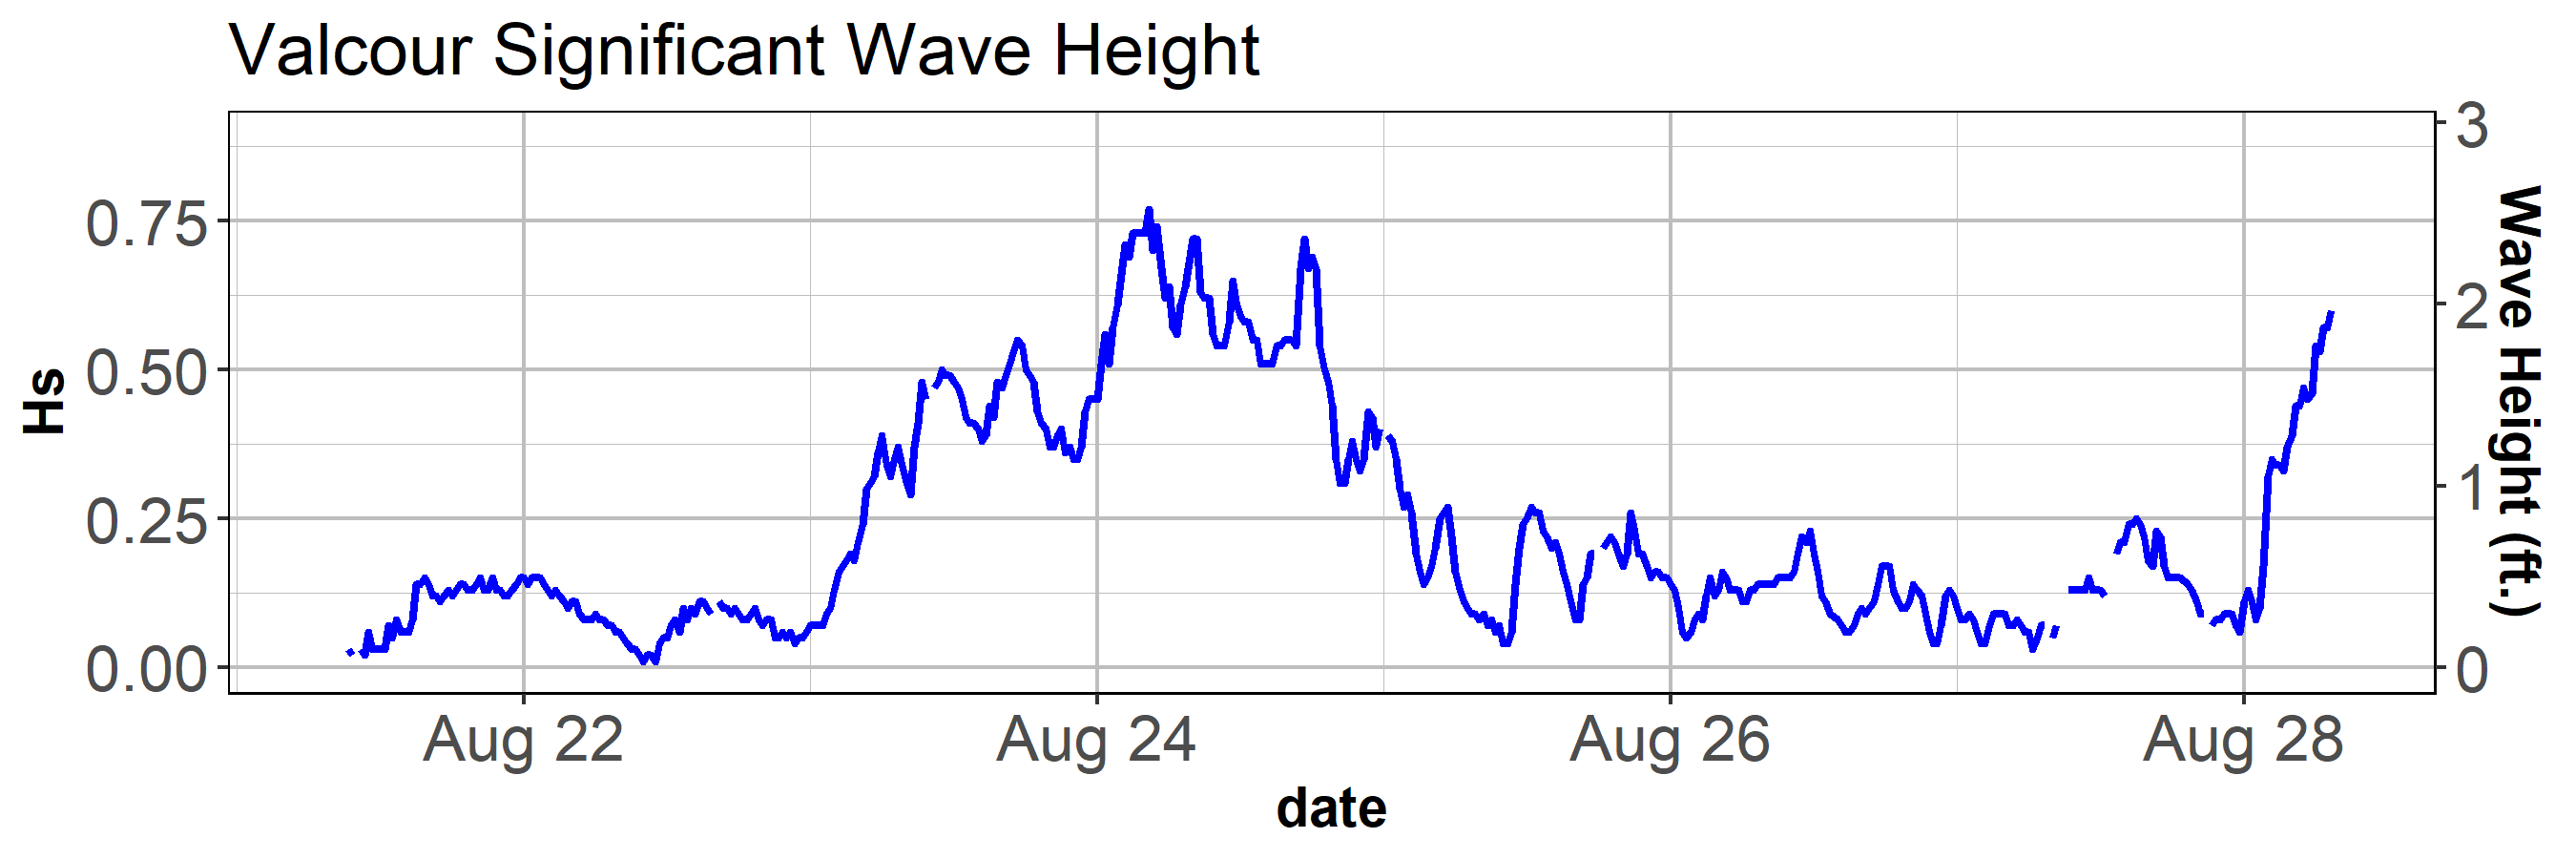 Valcour Significant Wave Height
Hs
0.75
0.50
0.25
0.00
3
2
1
0
Wave Height (ft.)
Aug 22
Aug 24
Aug 26
Aug 28
date